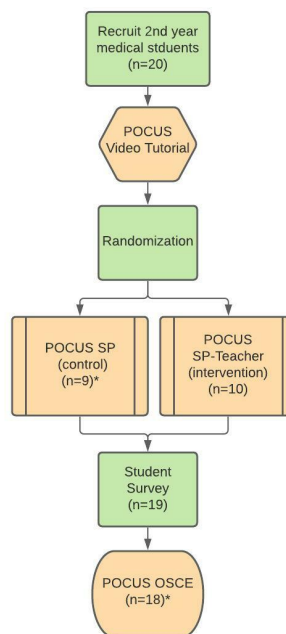 Recruit 2nd year
medical stduents
(n=20)
POCUS
Video Tutorial
Randomization
POCUS SP
(control)
(n=9)*
POCUS
SP-Teacher
(intervention)
(n=10)
Student
Survey
(n=19)
POCUS OSCE
(n=18)*